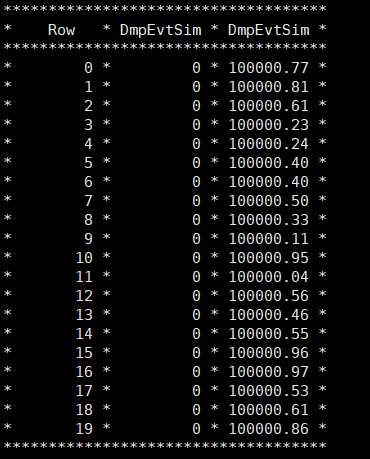 ************************************
*    Row   * DmpEvtSim * DmpEvtSim *
************************************
*        0 *         0 * 100000.77 *
*        1 *         0 * 100000.81 *
*        2 *         0 * 100000.61 *
*        3 *         0 * 100000.23 *
*        4 *         0 * 100000.24 *
*        5 *         0 * 100000.40 *
*        6 *         0 * 100000.40 *
*        7 *         0 * 100000.50 *
*        8 *         0 * 100000.33 *
*        9 *         0 * 100000.11 *
*       10 *         0 * 100000.95 *
*       11 *         0 * 100000.04 *
*       12 *         0 * 100000.56 *
*       13 *         0 * 100000.46 *
*       14 *         0 * 100000.55 *
*       15 *         0 * 100000.96 *
*       16 *         0 * 100000.97 *
*       17 *         0 * 100000.53 *
*       18 *         0 * 100000.61 *
*       19 *         0 * 100000.86 *
************************************